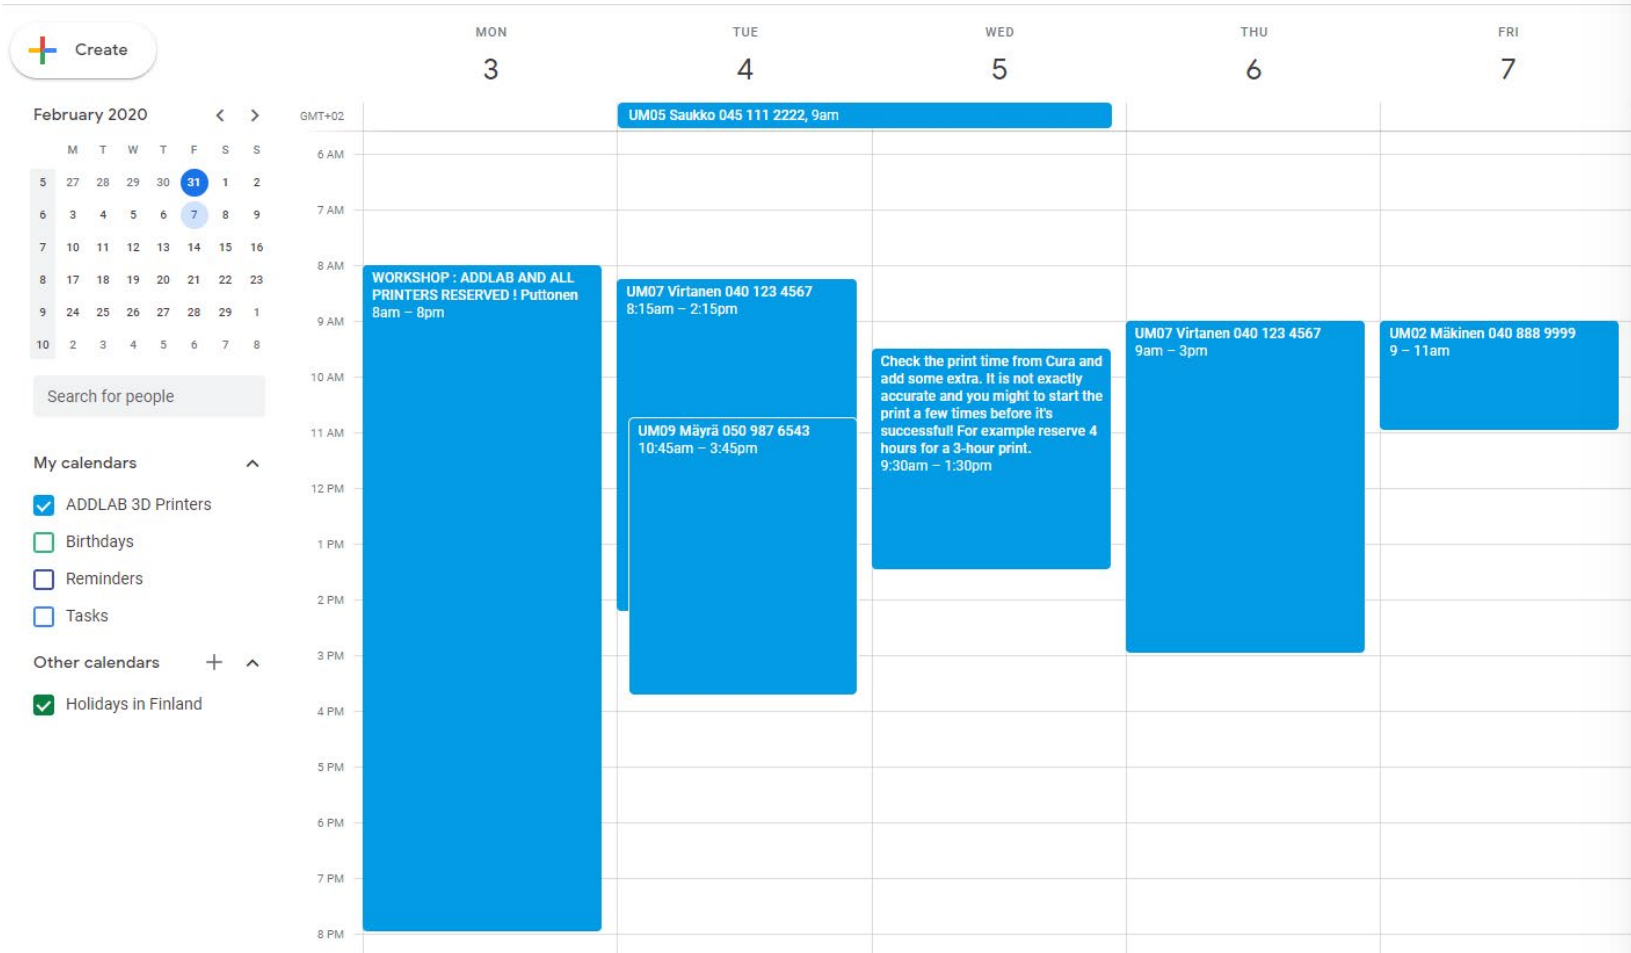 Create
MON
TUE
WED
THU
FRI
3
4
5
6
7
February 2020
GMT+02
UM05 Saukko 045 111 2222, 9am
M T W T F S S
5 27 28 29 30 31 1 2
6 3 4 5 6 7 8 9
7 10 11 12 13 14 15 16
8 17 18 19 20 21 22 23
9 24 25 26 27 28 29 1
10 2 3 4 5 6 7 8
Search for people
My calendars
ADDLAB 3D Printers
Birthdays
Reminders
Tasks
Other calendars
Holidays in Finland
6 AM
7 AM
8 AM
9 AM
10 AM
11 AM
12 PM
1 PM
2 PM
3 PM
4 PM
5 PM
6 PM
7 PM
8 PM
WORKSHOP : ADDLAB AND ALL
PRINTERS RESERVED ! Puttonen
8am – 8pm
UM07 Virtanen 040 123 4567
8:15am – 2:15pm
UM09 Mäyrä 050 987 6543
10:45am – 3:45pm
Check the print time from Cura and
add some extra. It is not exactly
accurate and you might to start the
print a few times before it's
successful! For example reserve 4
hours for a 3-hour print.
9:30am – 1:30pm
UM07 Virtanen 040 123 4567
9am – 3pm
UM02 Mäkinen 040 888 9999
9 – 11am